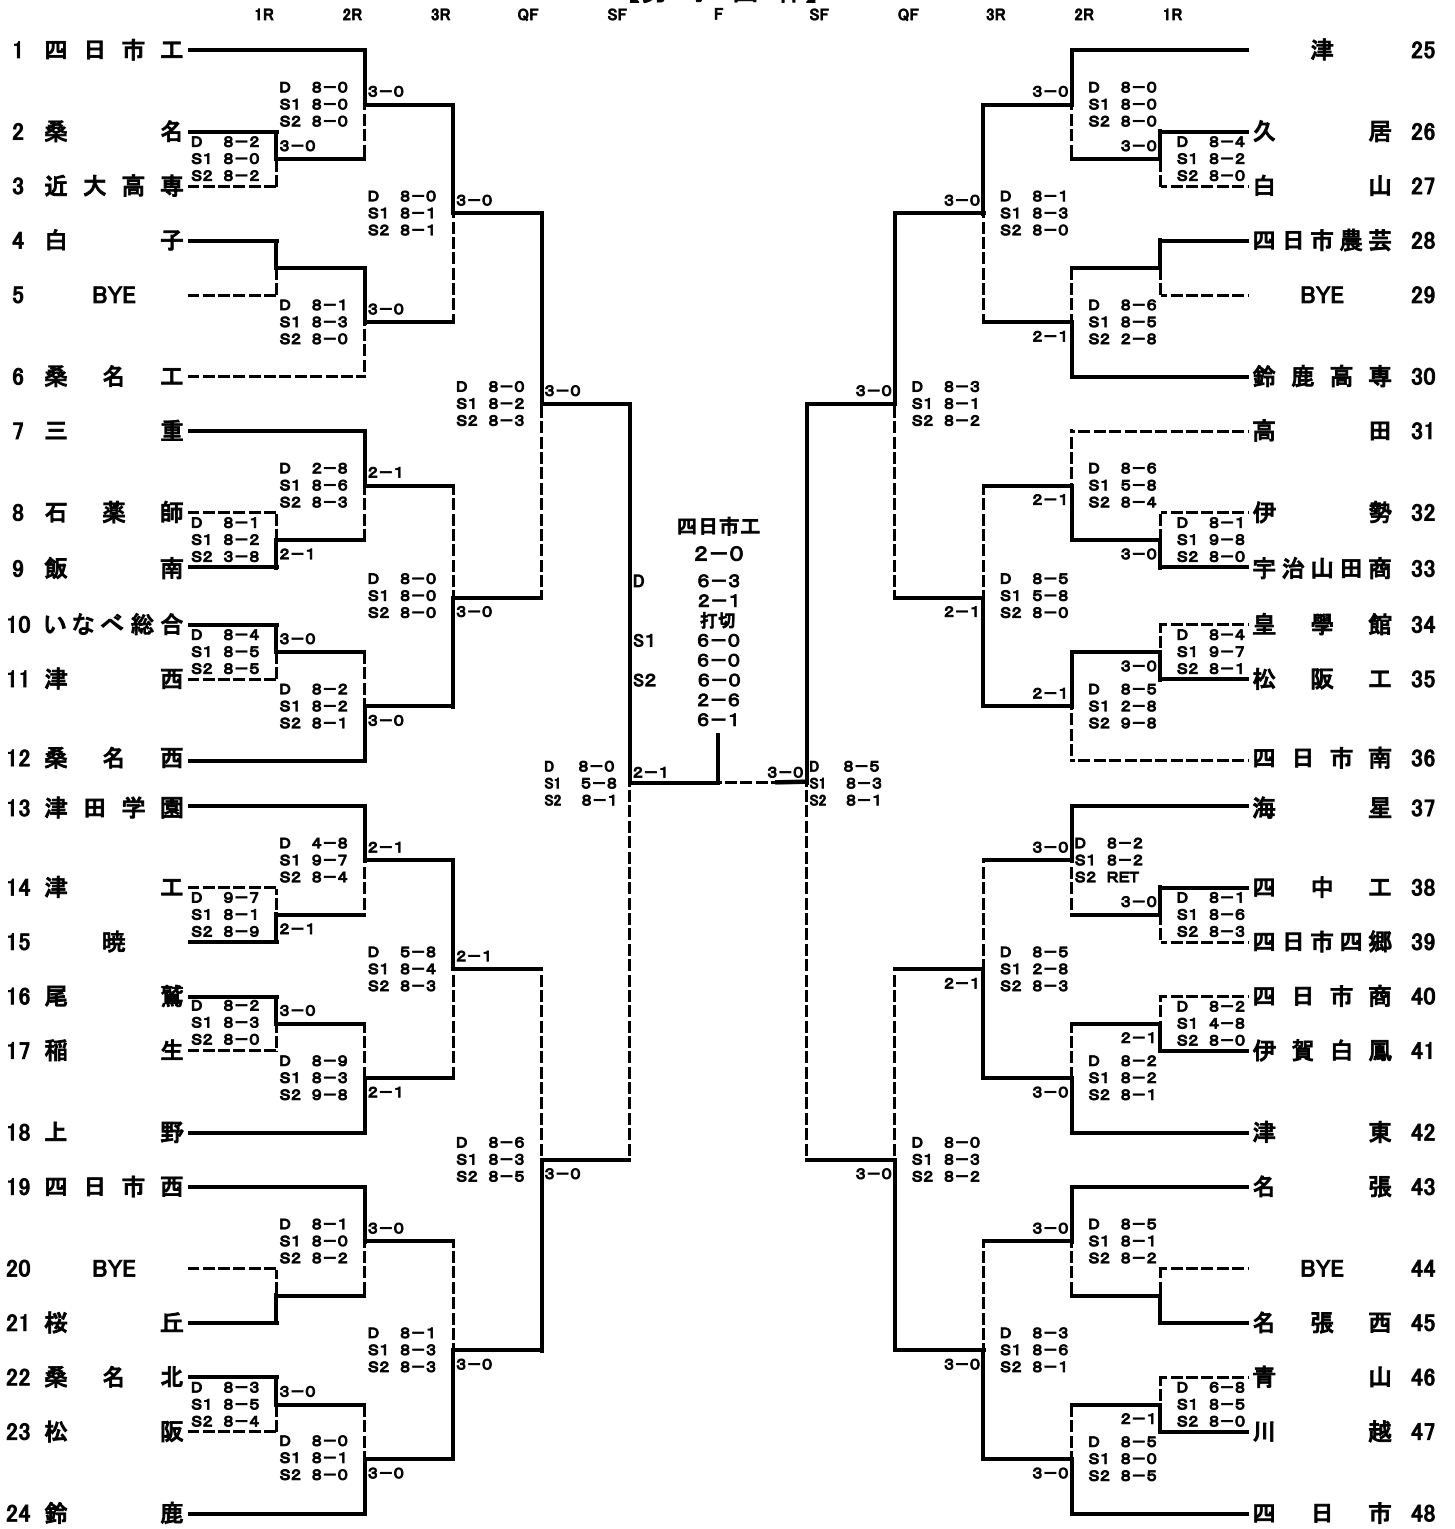 1R 2R 3R QF SF F SF QF 3R 2R 1R
1 四日市工
D 8-0
S1 8-0
S2 8-0
3-0
2 桑名
D 8-2
S1 8-0
S2 8-2
3-0
3 近大高専
D 8-0
S1 8-1
S2 8-1
3-0
4 白子
5 BYE
D 8-1
S1 8-3
S2 8-0
3-0
6 桑名工
D 8-0
S1 8-2
S2 8-3
3-0
7 三重
D 2-8
S1 8-6
S2 8-3
2-1
8 石薬師
D 8-1
S1 8-2
S2 3-8
2-1
9 飯南
D 8-0
S1 8-0
S2 8-0
3-0
10 いなべ総合
D 8-4
S1 8-5
S2 8-5
3-0
11 津西
D 8-2
S1 8-2
S2 8-1
3-0
12 桑名西
D 8-0
S1 5-8
S2 8-1
2-1
13 津田学園
D 4-8
S1 9-7
S2 8-4
2-1
14 津工
D 9-7
S1 8-1
S2 8-9
2-1
15 暁
D 5-8
S1 8-4
S2 8-3
2-1
16 尾鷲
D 8-2
S1 8-3
S2 8-0
3-0
17 稲生
D 8-9
S1 8-3
S2 9-8
2-1
18 上野
D 8-6
S1 8-3
S2 8-5
3-0
19 四日市西
D 8-1
S1 8-0
S2 8-2
3-0
20 BYE
21 桜丘
D 8-1
S1 8-3
S2 8-3
3-0
22 桑名北
D 8-3
S1 8-5
S2 8-4
3-0
23 松阪
D 8-0
S1 8-1
S2 8-0
3-0
24 鈴鹿
四日市工
2-0
D 6-3
2-1
打切
S1 6-0
6-0
S2 6-0
2-6
6-1
津 25
3-0
D 8-0
S1 8-0
S2 8-0
久居 26
3-0
D 8-4
S1 8-2
S2 8-0
白山 27
3-0
D 8-1
S1 8-3
S2 8-0
四日市農芸 28
BYE 29
D 8-6
S1 8-5
S2 2-8
2-1
鈴鹿高専 30
3-0
D 8-3
S1 8-1
S2 8-2
高田 31
D 8-6
S1 5-8
S2 8-4
2-1
伊勢 32
D 8-1
S1 9-8
S2 8-0
3-0
宇治山田商 33
D 8-5
S1 5-8
S2 8-0
2-1
皇學館 34
D 8-4
S1 9-7
S2 8-1
3-0
松阪工 35
2-1
D 8-5
S1 2-8
S2 9-8
四日市南 36
3-0
D 8-5
S1 8-3
S2 8-1
海星 37
3-0
D 8-2
S1 8-2
S2 RET
四中工 38
3-0
D 8-1
S1 8-6
S2 8-3
四日市四郷 39
D 8-5
S1 2-8
S2 8-3
2-1
四日市商 40
D 8-2
S1 4-8
S2 8-0
2-1
伊賀白鳳 41
D 8-2
S1 8-2
S2 8-1
3-0
津東 42
D 8-0
S1 8-3
S2 8-2
3-0
名張 43
3-0
D 8-5
S1 8-1
S2 8-2
BYE 44
名張西 45
D 8-3
S1 8-6
S2 8-1
3-0
青山 46
D 6-8
S1 8-5
S2 8-0
2-1
川越 47
D 8-5
S1 8-0
S2 8-5
3-0
四日市 48